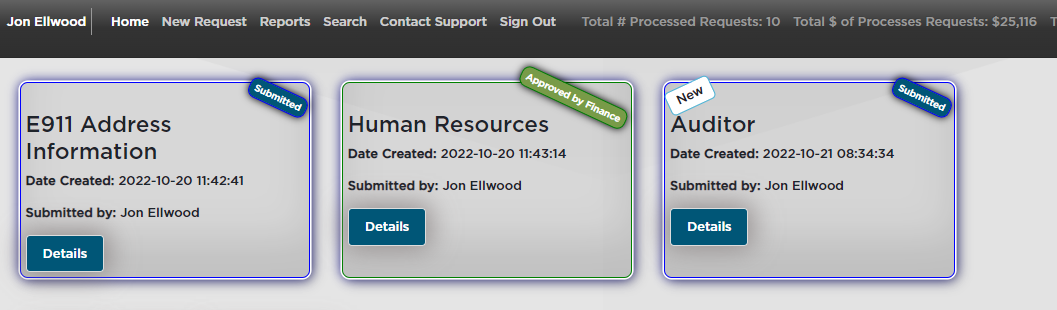 Jon Ellwood Home New Request Reports Search Contact Support Sign Out Total # Processed Requests: 10 Total $ of Processes Requests: $25,116
Submitted
E911 Address
Information
Date Created: 2022-10-20 11:42:41
Submitted by: Jon Ellwood
Details
Approved by Finance
Human Resources
Date Created: 2022-10-20 11:43:14
Submitted by: Jon Ellwood
Details
New
Submitted
Auditor
Date Created: 2022-10-21 08:34:34
Submitted by: Jon Ellwood
Details